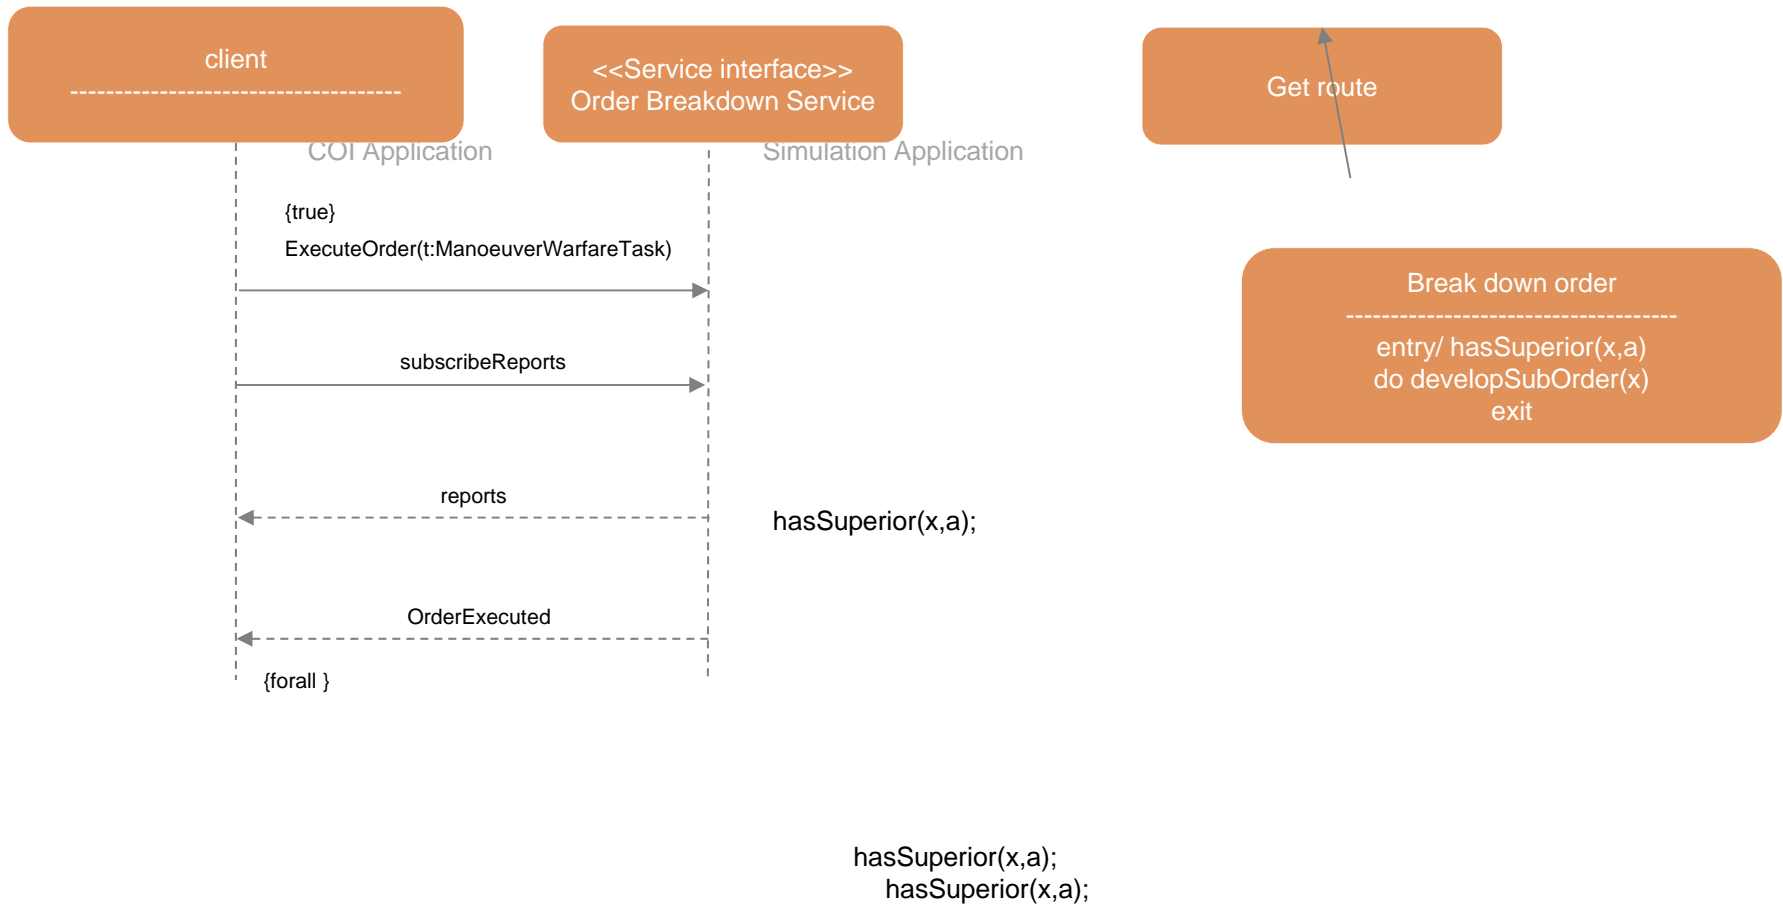 client
-------------------------------------
<<Service interface>>
Order Breakdown Service
Get route
COI Application
Simulation Application
{true}
ExecuteOrder(t:ManoeuverWarfareTask)
Break down order
-------------------------------------
entry/ hasSuperior(x,a)
do developSubOrder(x)
exit
subscribeReports
reports
hasSuperior(x,a);
OrderExecuted
{forall }
hasSuperior(x,a);
hasSuperior(x,a);